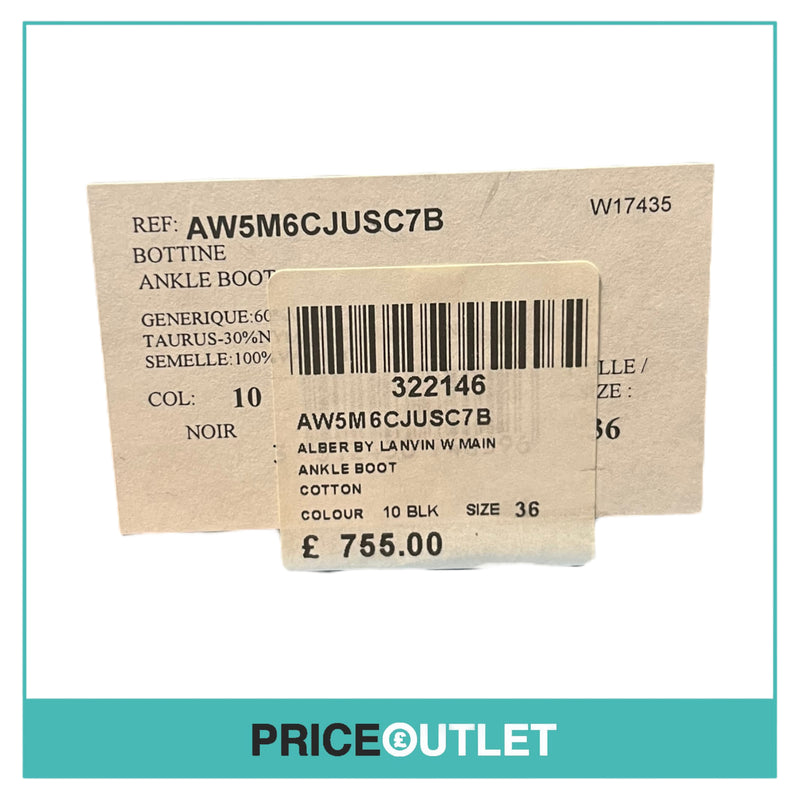 REF: AW5M6CJUSC7B
W17435
BOTTINE
ANKLE BOOT
GENERIQUE:60
TAURUS-30%N
SEMELLE:100%
COL: 10
NOIR
LLE /
ZE :
36
322146
AW5M6CJUSC7B
ALBER BY LANVIN W MAIN
ANKLE BOOT
COTTON
COLOUR 10 BLK SIZE 36
£ 755.00
PRICE£OUTLET